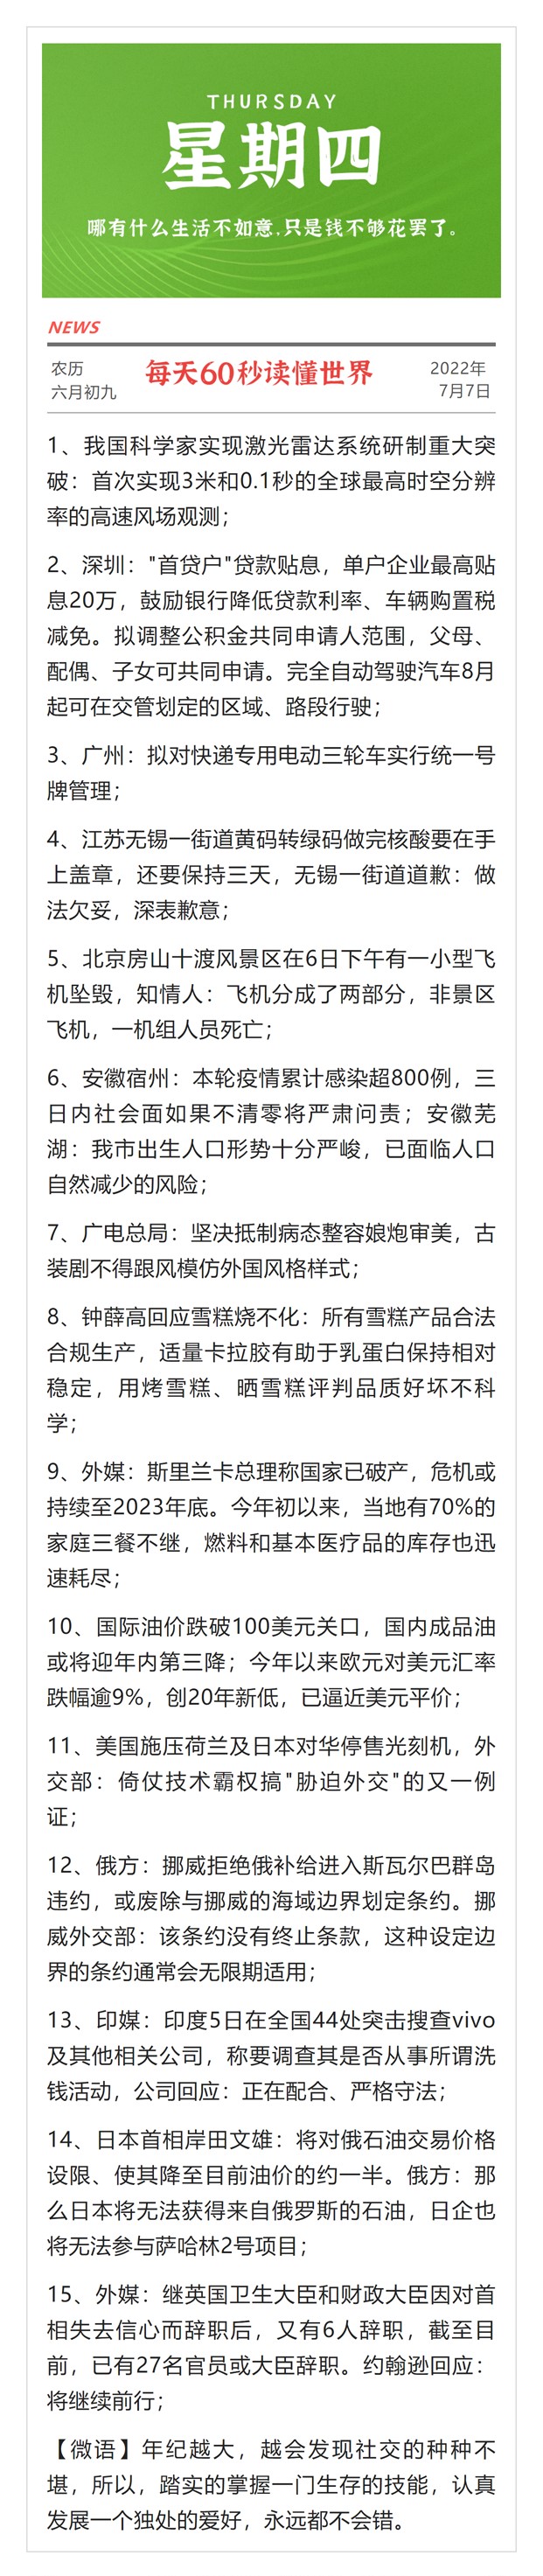 THURSDAY
星期四
哪有什么生活不如意,只是钱不够花罢了。
NEWS
农历
六月初九
每天60秒读懂世界
2022年
7月7日
1、我国科学家实现激光雷达系统研制重大突
破：首次实现3米和0.1秒的全球最高时空分辨
率的高速风场观测；
2、深圳："首贷户"贷款贴息，单户企业最高贴
息20万，鼓励银行降低贷款利率、车辆购置税
减免。拟调整公积金共同申请人范围，父母、
配偶、子女可共同申请。完全自动驾驶汽车8月
起可在交管划定的区域、路段行驶；
3、广州：拟对快递专用电动三轮车实行统一号
牌管理；
4、江苏无锡一街道黄码转绿码做完核酸要在手
上盖章，还要保持三天，无锡一街道道歉：做
法欠妥，深表歉意；
5、北京房山十渡风景区在6日下午有一小型飞
机坠毁，知情人：飞机分成了两部分，非景区
飞机，一机组人员死亡；
6、安徽宿州：本轮疫情累计感染超800例，三
日内社会面如果不清零将严肃问责；安徽芜
湖：我市出生人口形势十分严峻，已面临人口
自然减少的风险；
7、广电总局：坚决抵制病态整容娘炮审美，古
装剧不得跟风模仿外国风格样式；
8、钟薛高回应雪糕烧不化：所有雪糕产品合法
合规生产，适量卡拉胶有助于乳蛋白保持相对
稳定，用烤雪糕、晒雪糕评判品质好坏不科
学；
9、外媒：斯里兰卡总理称国家已破产，危机或
持续至2023年底。今年初以来，当地有70%的
家庭三餐不继，燃料和基本医疗品的库存也迅
速耗尽；
10、国际油价跌破100美元关口，国内成品油
或将迎年内第三降；今年以来欧元对美元汇率
跌幅逾9%，创20年新低，已逼近美元平价；
11、美国施压荷兰及日本对华停售光刻机，外
交部：倚仗技术霸权搞"胁迫外交"的又一例
证；
12、俄方：挪威拒绝俄补给进入斯瓦尔巴群岛
违约，或废除与挪威的海域边界划定条约。挪
威外交部：该条约没有终止条款，这种设定边
界的条约通常会无限期适用；
13、印媒：印度5日在全国44处突击搜查vivo
及其他相关公司，称要调查其是否从事所谓洗
钱活动，公司回应：正在配合、严格守法；
14、日本首相岸田文雄：将对俄石油交易价格
设限、使其降至目前油价的约一半。俄方：那
么日本将无法获得来自俄罗斯的石油，日企也
将无法参与萨哈林2号项目；
15、外媒：继英国卫生大臣和财政大臣因对首
相失去信心而辞职后，又有6人辞职，截至目
前，已有27名官员或大臣辞职。约翰逊回应：
将继续前行；
【微语】年纪越大，越会发现社交的种种不
堪，所以，踏实的掌握一门生存的技能，认真
发展一个独处的爱好，永远都不会错。